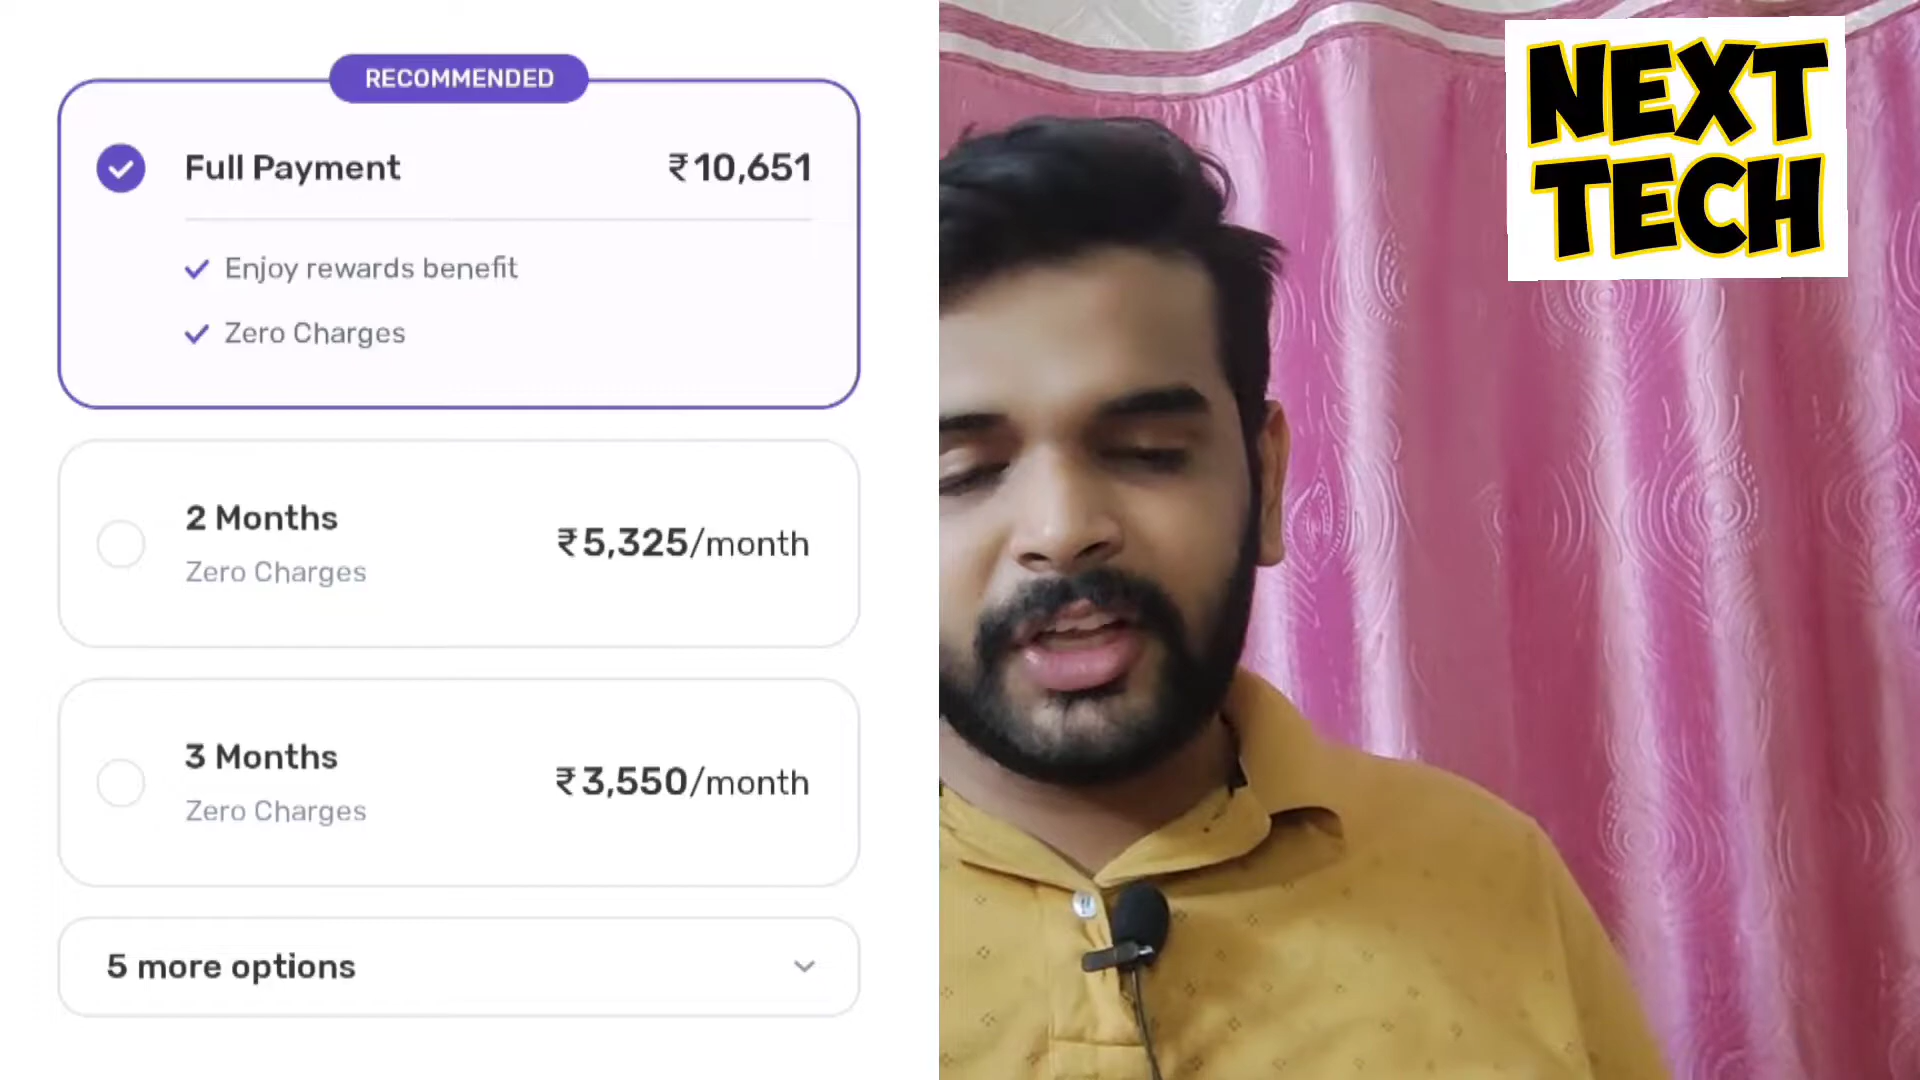 RECOMMENDED
Full Payment ₹10,651
Enjoy rewards benefit
Zero Charges
2 Months
₹5,325/month
Zero Charges
3 Months
₹3,550/month
Zero Charges
5 more options
NEXT
TECH